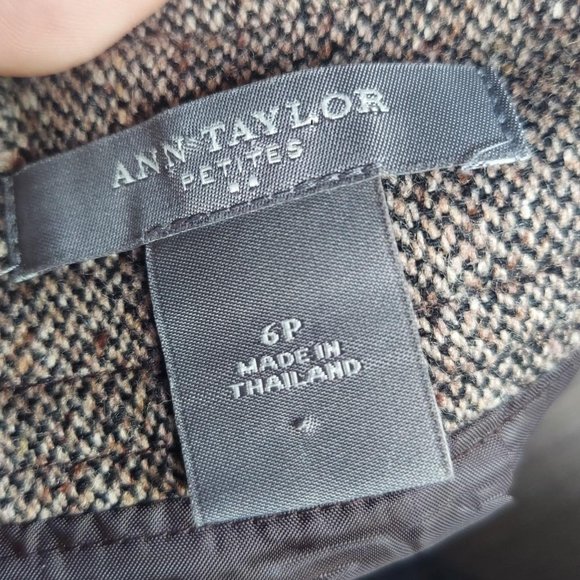 ANN TAYLOR
PETITES
6P
MADE IN
THAILAND